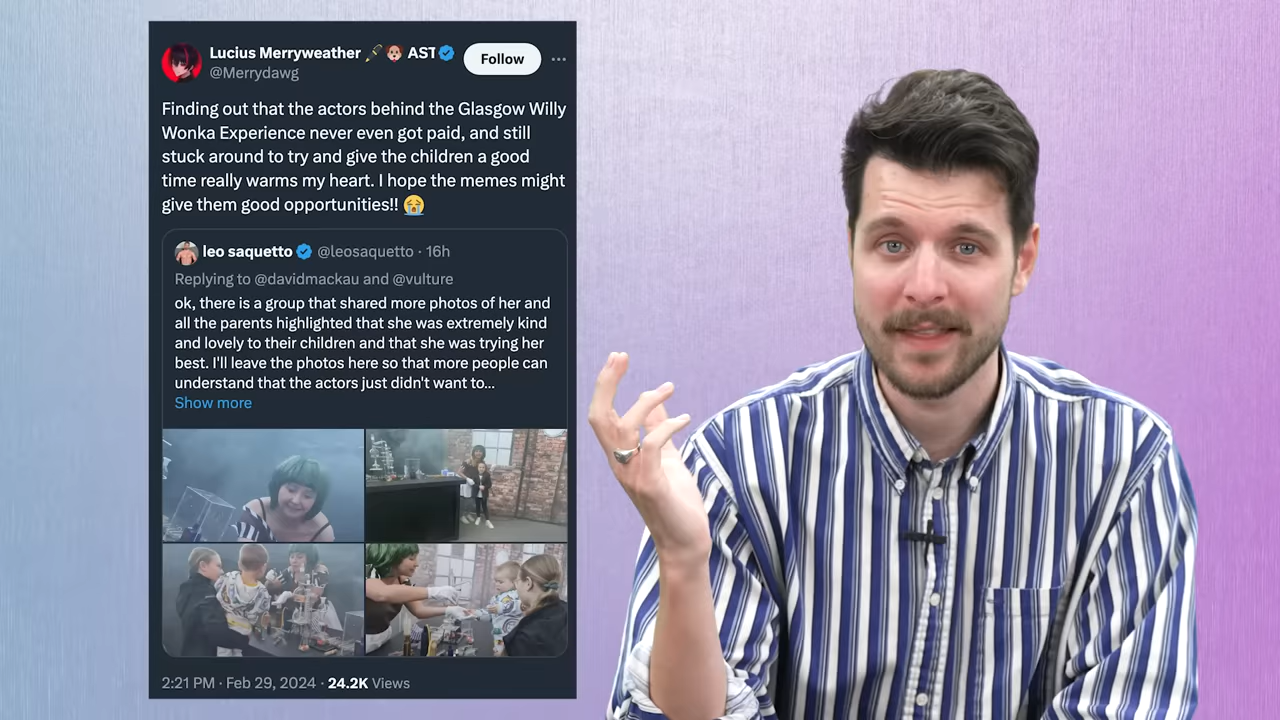 Lucius Merryweather 🖋️🐶 AST
Follow
@Merrydawg
Finding out that the actors behind the Glasgow Willy
Wonka Experience never even got paid, and still
stuck around to try and give the children a good
time really warms my heart. I hope the memes might
give them good opportunities!! 😭
leo saquetto @leosaquetto · 16h
Replying to @davidmackau and @vulture
ok, there is a group that shared more photos of her and
all the parents highlighted that she was extremely kind
and lovely to their children and that she was trying her
best. I'll leave the photos here so that more people can
understand that the actors just didn't want to...
Show more
2:21 PM · Feb 29, 2024 · 24.2K Views